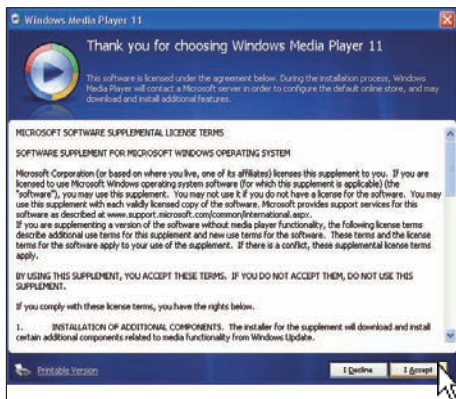 Windows Media Player 11
Thank you for choosing Windows Media Player 11
This software is licensed under the agreement below. During the installation process, Windows
Media Player will contact a Microsoft server in order to configure the default online store, and may
download and install additional features.
MICROSOFT SOFTWARE SUPPLEMENTAL LICENSE TERMS
SOFTWARE SUPPLEMENT FOR MICROSOFT WINDOWS OPERATING SYSTEM
Microsoft Corporation (or based on where you live, one of its affiliates) licenses this supplement to you. If you are
licensed to use Microsoft Windows operating system software (for which this supplement is applicable) (the
"software"), you may use this supplement. You may not use it if you do not have a license for the software. You may
use this supplement with each validly licensed copy of the software. Microsoft provides support services for this
software as described at www.support.microsoft.com/common/international.aspx.
If you are supplementing a version of the software without media player functionality, the following license terms
describe additional use terms for this supplement and new use terms for the software. These terms and the license
terms for the software apply to your use of the supplement. If there is a conflict, these supplemental license terms
apply.
BY USING THIS SUPPLEMENT, YOU ACCEPT THESE TERMS. IF YOU DO NOT ACCEPT THEM, DO NOT USE THIS
SUPPLEMENT.
If you comply with these license terms, you have the rights below.
1. INSTALLATION OF ADDITIONAL COMPONENTS. The installer for the supplement will download and install
certain additional components related to media functionality from Windows Update.
Printable Version
I Decline
I Accept